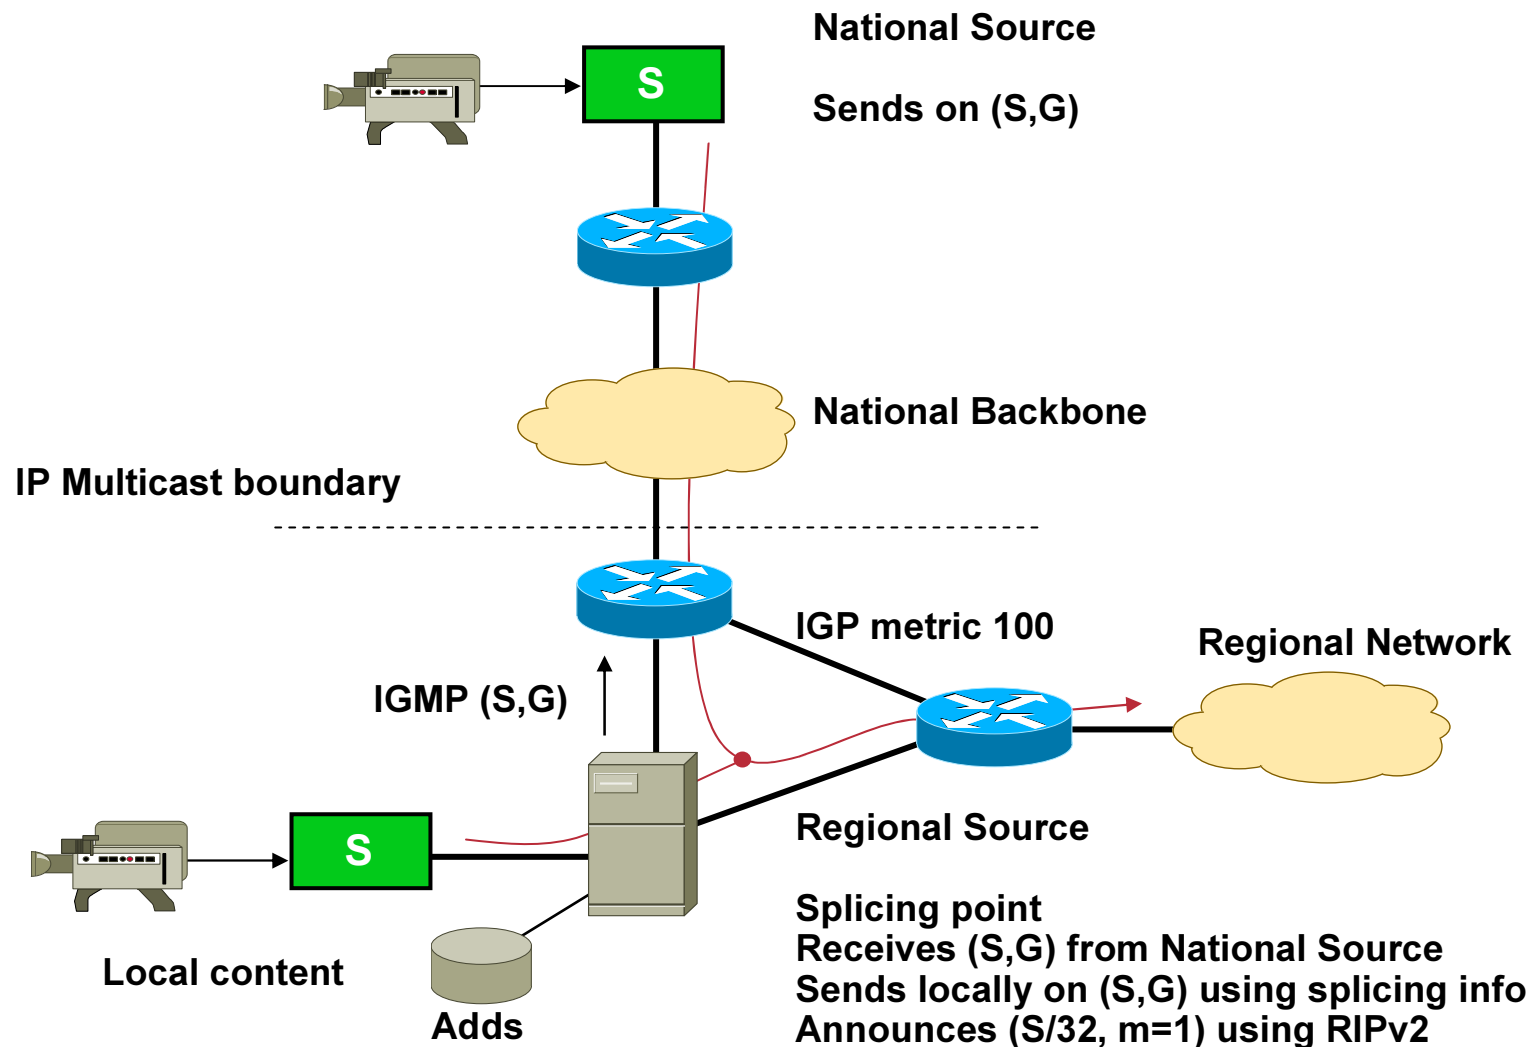 National Source
S
Sends on (S,G)
National Backbone
IP Multicast boundary
IGP metric 100
Regional Network
IGMP (S,G)
Regional Source
S
Splicing point
Receives (S,G) from National Source
Local content
Sends locally on (S,G) using splicing info
Adds
Announces (S/32, m=1) using RIPv2